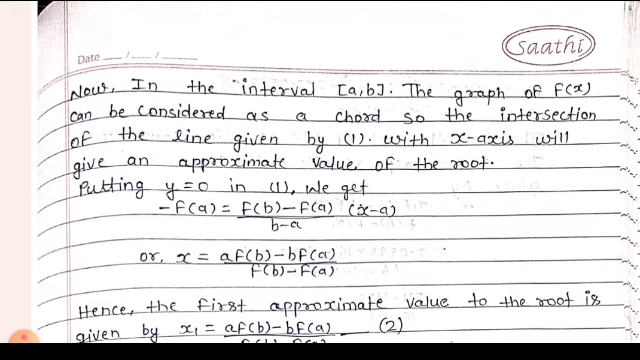 Saathi
Date __/__/__
Now, In the interval [a,b]. The graph of f(x)
can be considered as a chord so the intersection
of the line given by (1). with x-axis will
give an approximate value of the root.
Putting y=0 in (1), We get
-f(a) = f(b)-f(a)/b-a (x-a)
or, x = af(b)-bf(a)/f(b)-f(a)
Hence, the first approximate value to the root is
given by x₁ = af(b)-bf(a)/f(b)-f(a) — (2)